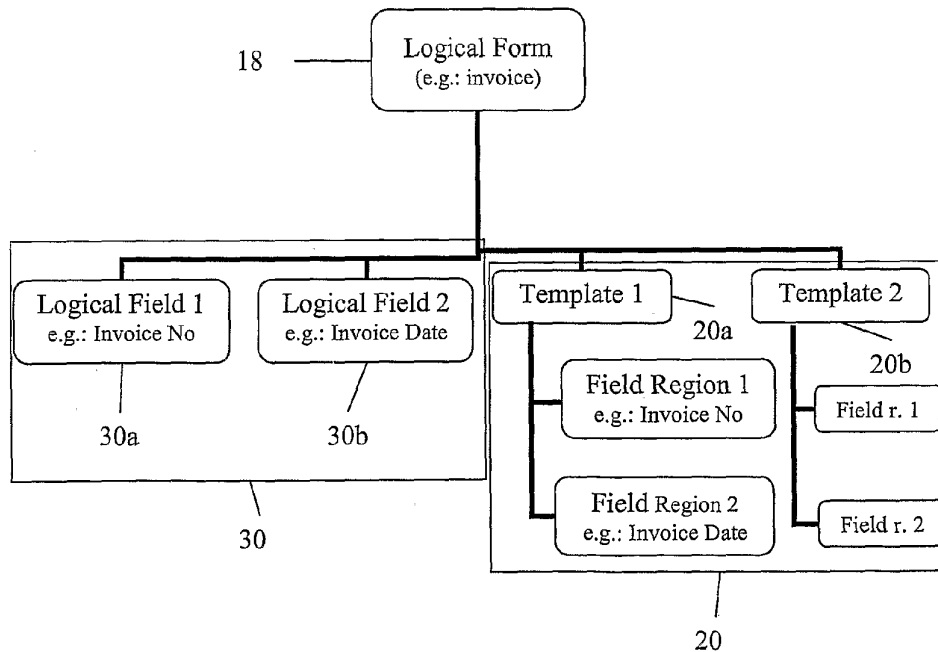 Logical Form
(e.g.: invoice)
18
Logical Field 1
e.g.: Invoice No
Logical Field 2
e.g.: Invoice Date
Template 1
Template 2
20a
20b
Field Region 1
e.g.: Invoice No
Field r. 1
30a
30b
Field Region 2
e.g.: Invoice Date
Field r. 2
30
20